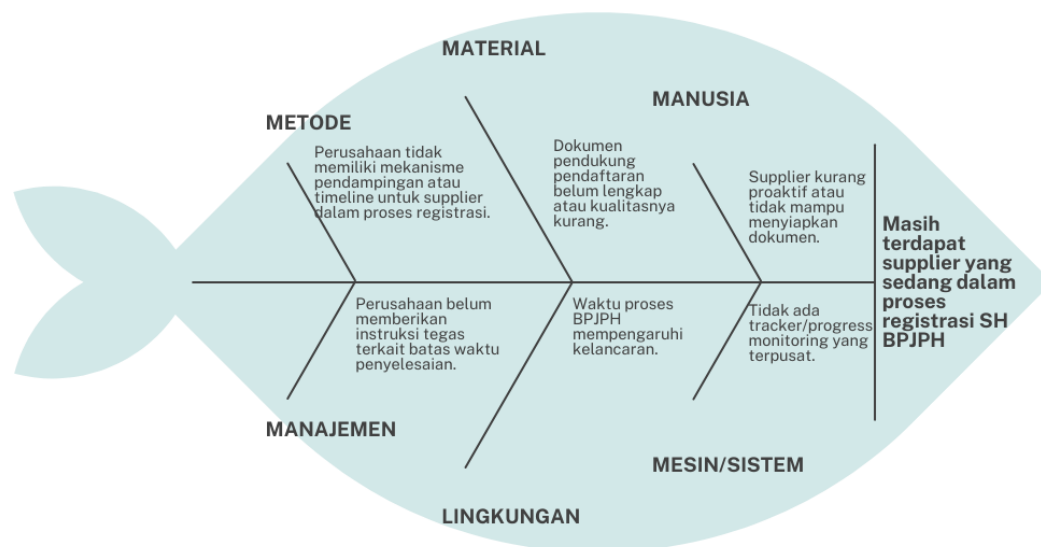 MATERIAL
MANUSIA
METODE
Perusahaan tidak
memiliki mekanisme
pendampingan atau
timeline untuk supplier
dalam proses registrasi.
Dokumen
pendukung
pendaftaran
belum lengkap
atau kualitasnya
kurang.
Supplier kurang
proaktif atau
tidak mampu
menyiapkan
dokumen.
Masih
terdapat
supplier yang
sedang dalam
proses
registrasi SH
BPJPH
Perusahaan belum
memberikan
instruksi tegas
terkait batas waktu
penyelesaian.
Waktu proses
BPJPH
mempengaruhi
kelancaran.
Tidak ada
tracker/progress
monitoring yang
terpusat.
MANAJEMEN
MESIN/SISTEM
LINGKUNGAN